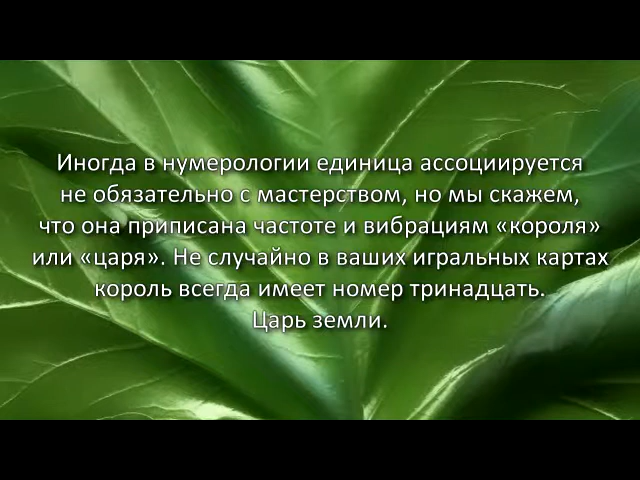 Иногда в нумерологии единица ассоциируется
не обязательно с мастерством, но мы скажем,
что она приписана частоте и вибрациям «короля»
или «царя». Не случайно в ваших игральных картах
король всегда имеет номер тринадцать.
Царь земли.